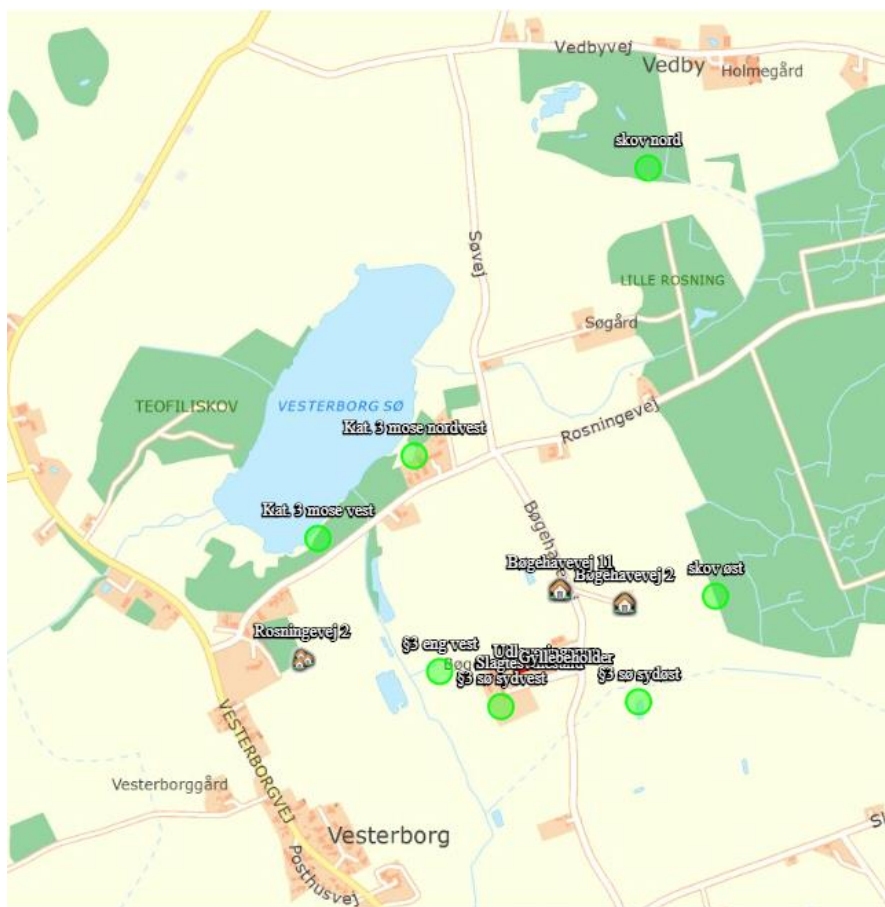 Vedbyvej
Vedby
Holmegård
skov nord
Søvej
LILLE ROSNING
Søgård
TEOFILISKOV
VESTERBORG SØ
Kat. 3 mose nordvest
Rosningevej
Kat. 3 mose vest
Bøgehavevej 11
Bøgehavevej 2
skov øst
Rosningevej 2
§3 eng vest
Gyllebeholder
§3 sø sydvest
§3 sø sydøst
VESTERBORGVEJ
Vesterborggård
Vesterborg
Posthusvej